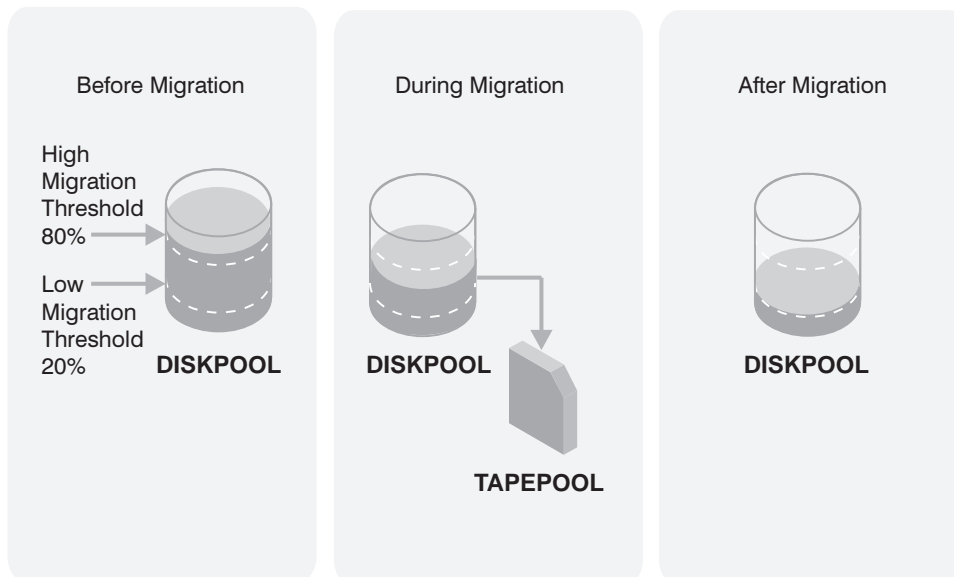 Before Migration
High
Migration
Threshold
80%
Low
Migration
Threshold
20%
DISKPOOL
During Migration
DISKPOOL
TAPEPOOL
After Migration
DISKPOOL